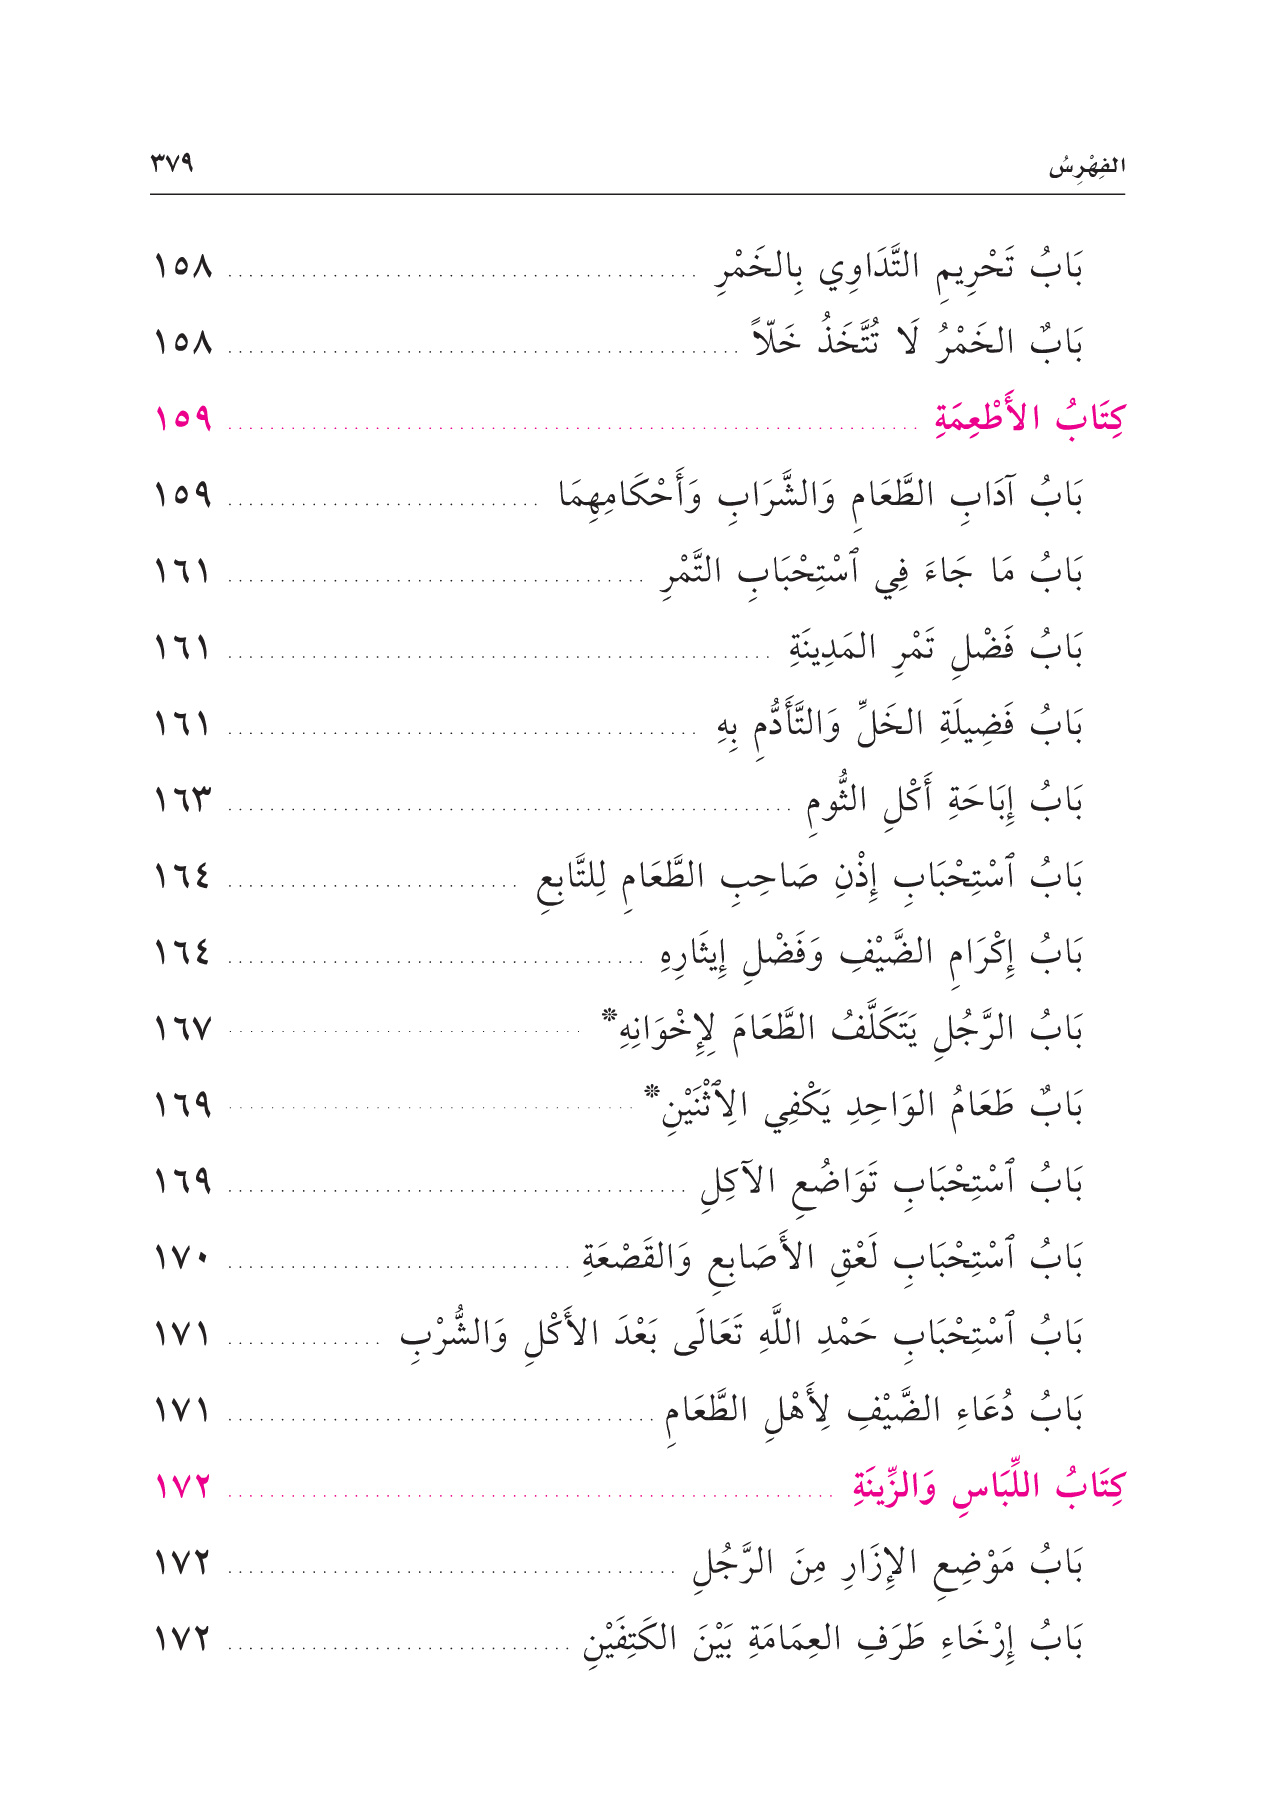 الفِهْرِسُ ٣٧٩
بَابُ تَحْرِيمِ التَّدَاوِي بِالخَمْرِ ........ ١٥٨
بَابٌ الخَمْرُ لَا تُتَّخَذُ خَلّاً ........ ١٥٨
كِتَابُ الأَطْعِمَةِ ........ ١٥٩
بَابُ آدَابِ الطَّعَامِ وَالشَّرَابِ وَأَحْكَامِهِمَا ........ ١٥٩
بَابُ مَا جَاءَ فِي ٱسْتِحْبَابِ التَّمْرِ ........ ١٦١
بَابُ فَضْلِ تَمْرِ المَدِينَةِ ........ ١٦١
بَابُ فَضِيلَةِ الخَلِّ وَالتَّأَدُّمِ بِهِ ........ ١٦١
بَابُ إِبَاحَةِ أَكْلِ الثُّومِ ........ ١٦٣
بَابُ ٱسْتِحْبَابِ إِذْنِ صَاحِبِ الطَّعَامِ لِلتَّابِعِ ........ ١٦٤
بَابُ إِكْرَامِ الضَّيْفِ وَفَضْلِ إِيثَارِهِ ........ ١٦٤
بَابُ الرَّجُلِ يَتَكَلَّفُ الطَّعَامَ لِإِخْوَانِهِ* ........ ١٦٧
بَابٌ طَعَامُ الوَاحِدِ يَكْفِي الِٱثْنَيْنِ* ........ ١٦٩
بَابُ ٱسْتِحْبَابِ تَوَاضُعِ الآكِلِ ........ ١٦٩
بَابُ ٱسْتِحْبَابِ لَعْقِ الأَصَابِعِ وَالقَصْعَةِ ........ ١٧٠
بَابُ ٱسْتِحْبَابِ حَمْدِ اللَّهِ تَعَالَى بَعْدَ الأَكْلِ وَالشُّرْبِ ........ ١٧١
بَابُ دُعَاءِ الضَّيْفِ لِأَهْلِ الطَّعَامِ ........ ١٧١
كِتَابُ اللِّبَاسِ وَالزِّينَةِ ........ ١٧٢
بَابُ مَوْضِعِ الإِزَارِ مِنَ الرَّجُلِ ........ ١٧٢
بَابُ إِرْخَاءِ طَرَفِ العِمَامَةِ بَيْنَ الكَتِفَيْنِ ........ ١٧٢